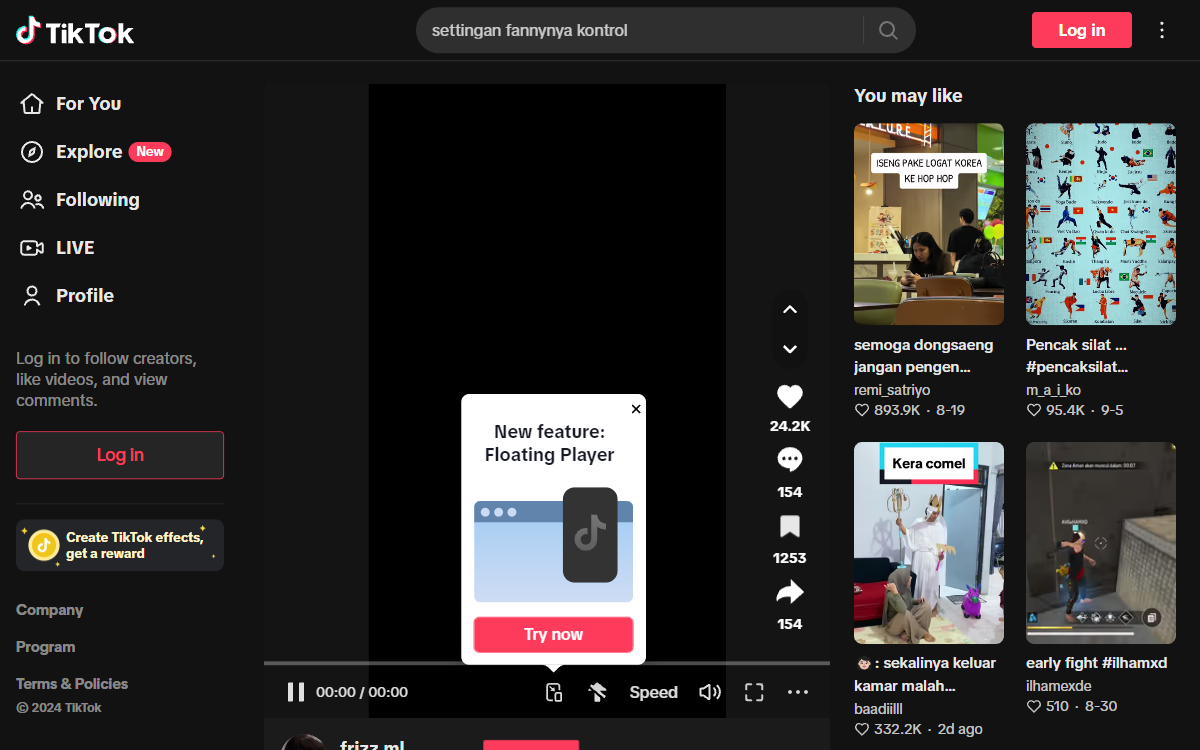 TikTok
settingan fannynya kontrol
Log in
For You
Explore New
Following
LIVE
Profile
Log in to follow creators,
like videos, and view
comments.
Log in
Create TikTok effects,
get a reward
Company
Program
Terms & Policies
© 2024 TikTok
New feature:
Floating Player
Try now
24.2K
154
1253
154
00:00 / 00:00
Speed
frizz ml
You may like
ISENG PAKE LOGAT KOREA
KE HOP HOP
semoga dongsaeng
jangan pengen...
remi_satriyo
893.9K · 8-19
Pencak silat ...
#pencaksilat...
m_a_i_ko
95.4K · 9-5
Kera comel
: sekalinya keluar
kamar malah...
baadiilll
332.2K · 2d ago
early fight #ilhamxd
ilhamexde
510 · 8-30